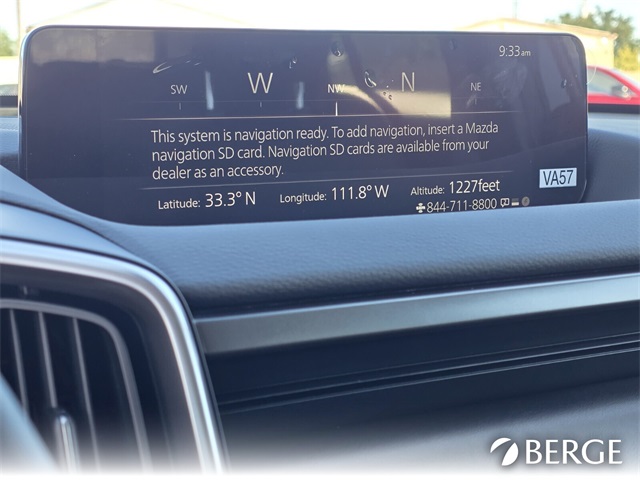 9:33am
SW W NW N NE
This system is navigation ready. To add navigation, insert a Mazda
navigation SD card. Navigation SD cards are available from your
dealer as an accessory.
VA57
Latitude: 33.3° N Longitude: 111.8° W Altitude: 1227feet
844-711-8800
BERGE